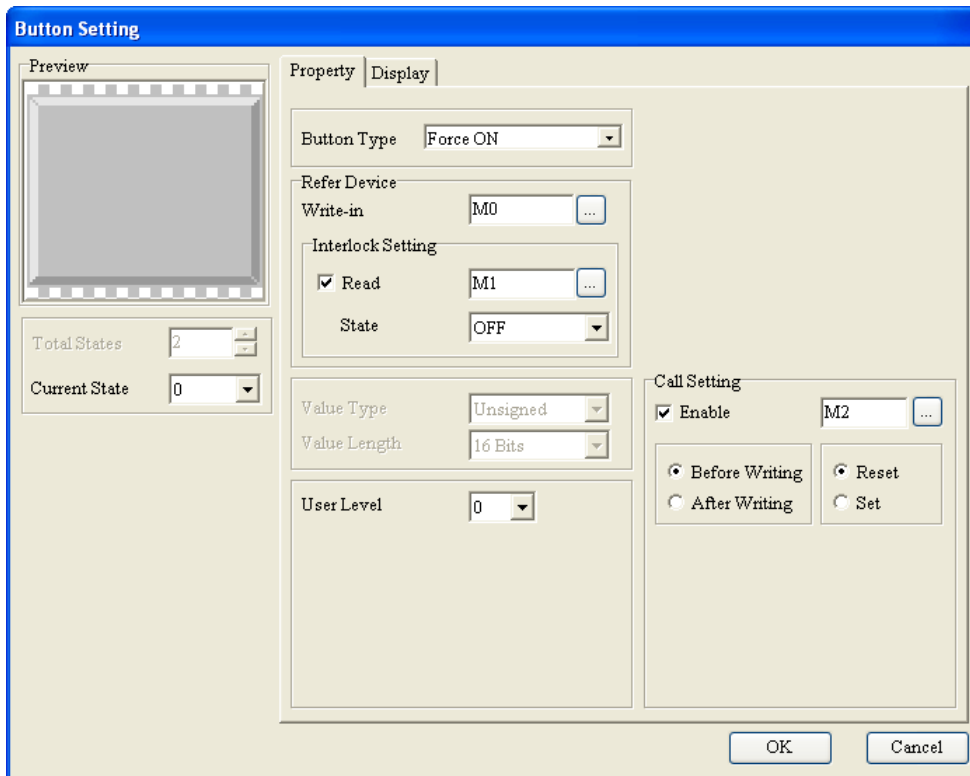 Button Setting
Preview
Total States 2
Current State 0
Property Display
Button Type Force ON
Refer Device
Write-in M0 ...
Interlock Setting
Read M1 ...
State OFF
Value Type Unsigned
Value Length 16 Bits
User Level 0
Call Setting
Enable M2 ...
Before Writing Reset
After Writing Set
OK Cancel